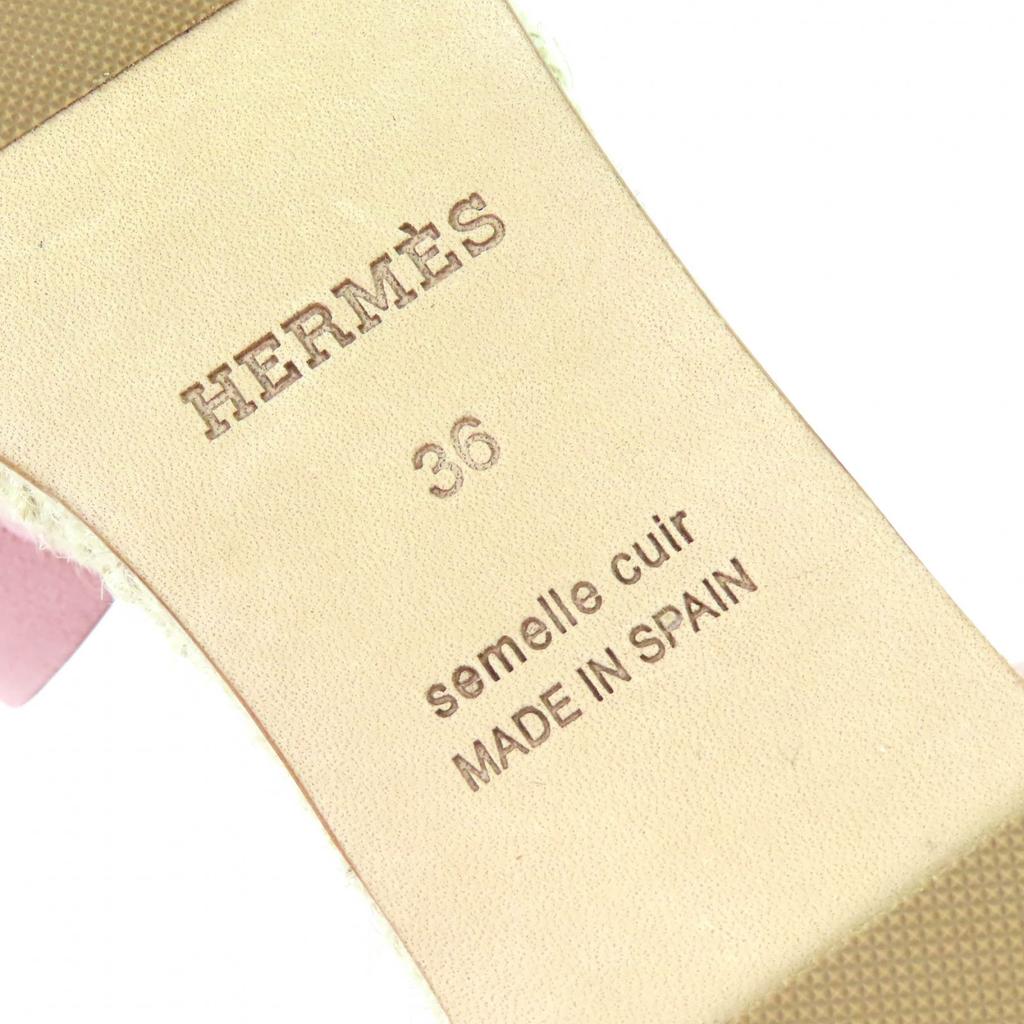 HERMÈS
36
semelle cuir
MADE IN SPAIN